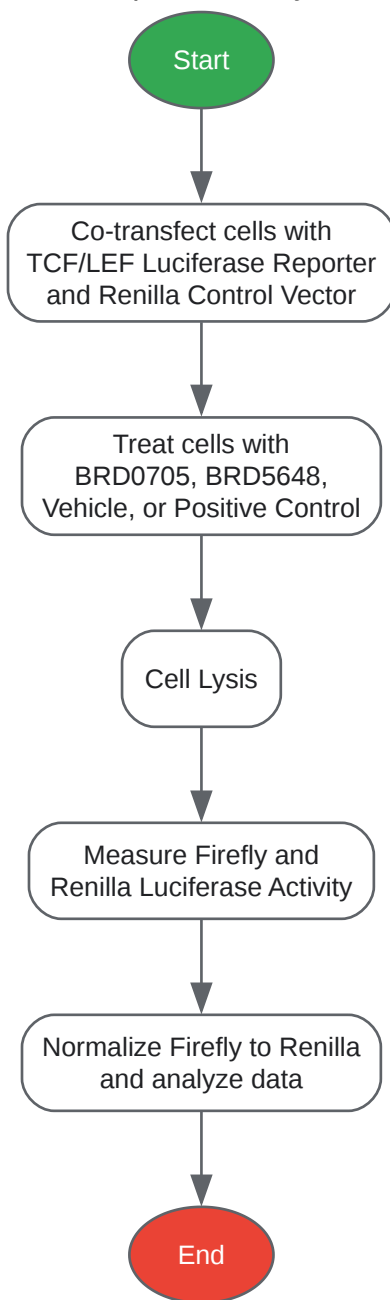 Start
Co-transfect cells with
TCF/LEF Luciferase Reporter
and Renilla Control Vector
Treat cells with
BRD0705, BRD5648,
Vehicle, or Positive Control
Cell Lysis
Measure Firefly and
Renilla Luciferase Activity
Normalize Firefly to Renilla
and analyze data
End